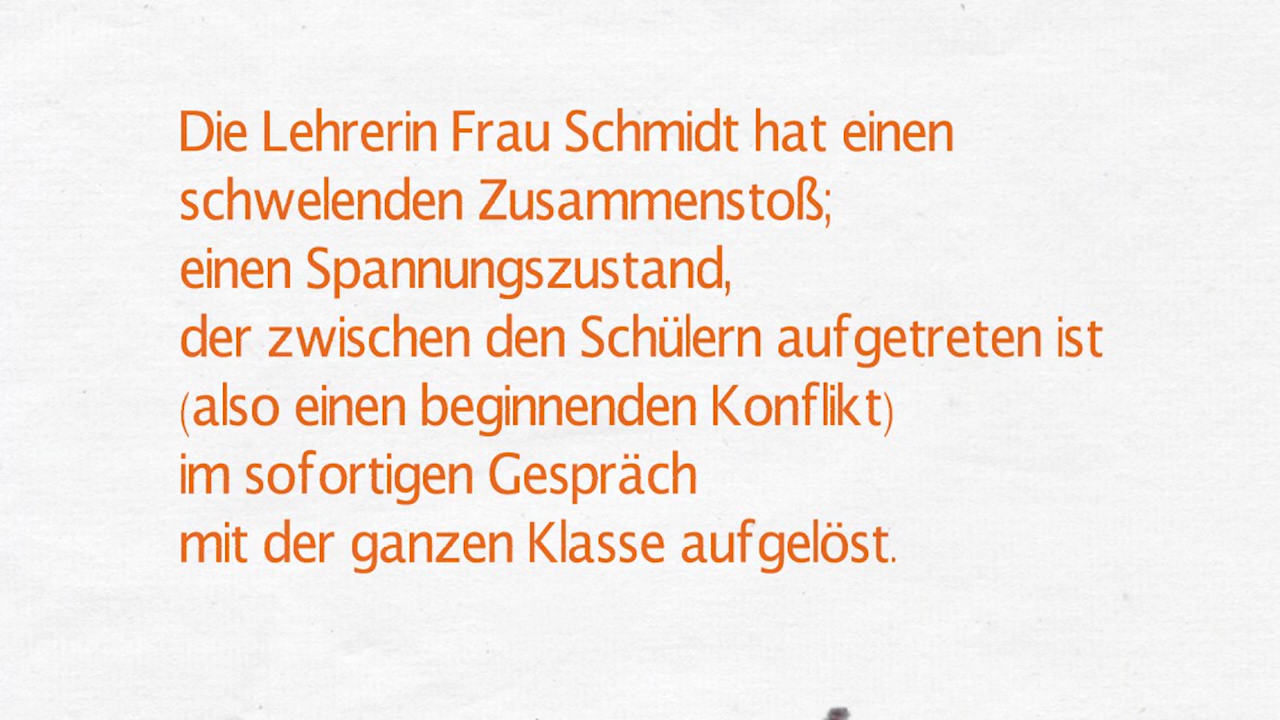 Die Lehrerin Frau Schmidt hat einen
schwelenden Zusammenstoß;
einen Spannungszustand,
der zwischen den Schülern aufgetreten ist
(also einen beginnenden Konflikt)
im sofortigen Gespräch
mit der ganzen Klasse aufgelöst.